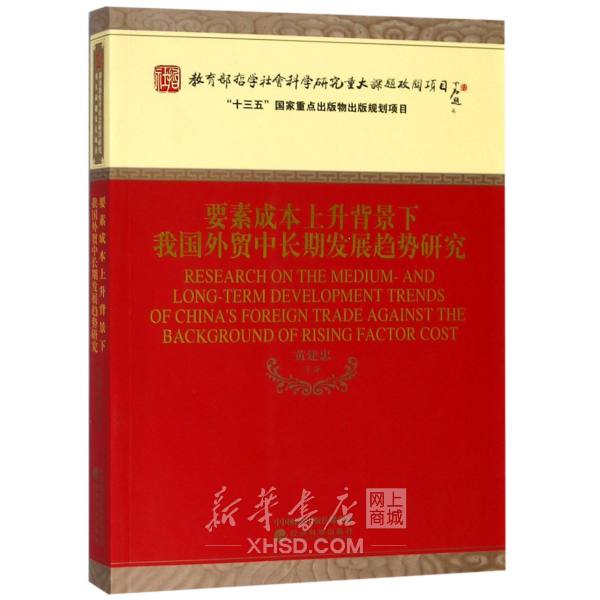 教育部哲学社会科学研究重大课题攻关项目
“十三五”国家重点出版物出版规划项目
要素成本上升背景下
我国外贸中长期发展趋势研究
RESEARCH ON THE MEDIUM- AND
LONG-TERM DEVELOPMENT TRENDS
OF CHINA'S FOREIGN TRADE AGAINST THE
BACKGROUND OF RISING FACTOR COST
黄建忠
要素成本上升背景下
我国外贸中长期发展趋势研究
新华书店
网上
商城
XHSD.COM